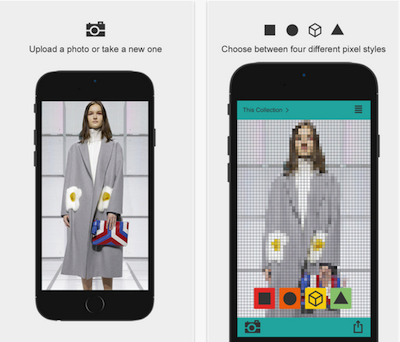 Upload a photo or take a new one
Choose between four different pixel styles
This Collection >